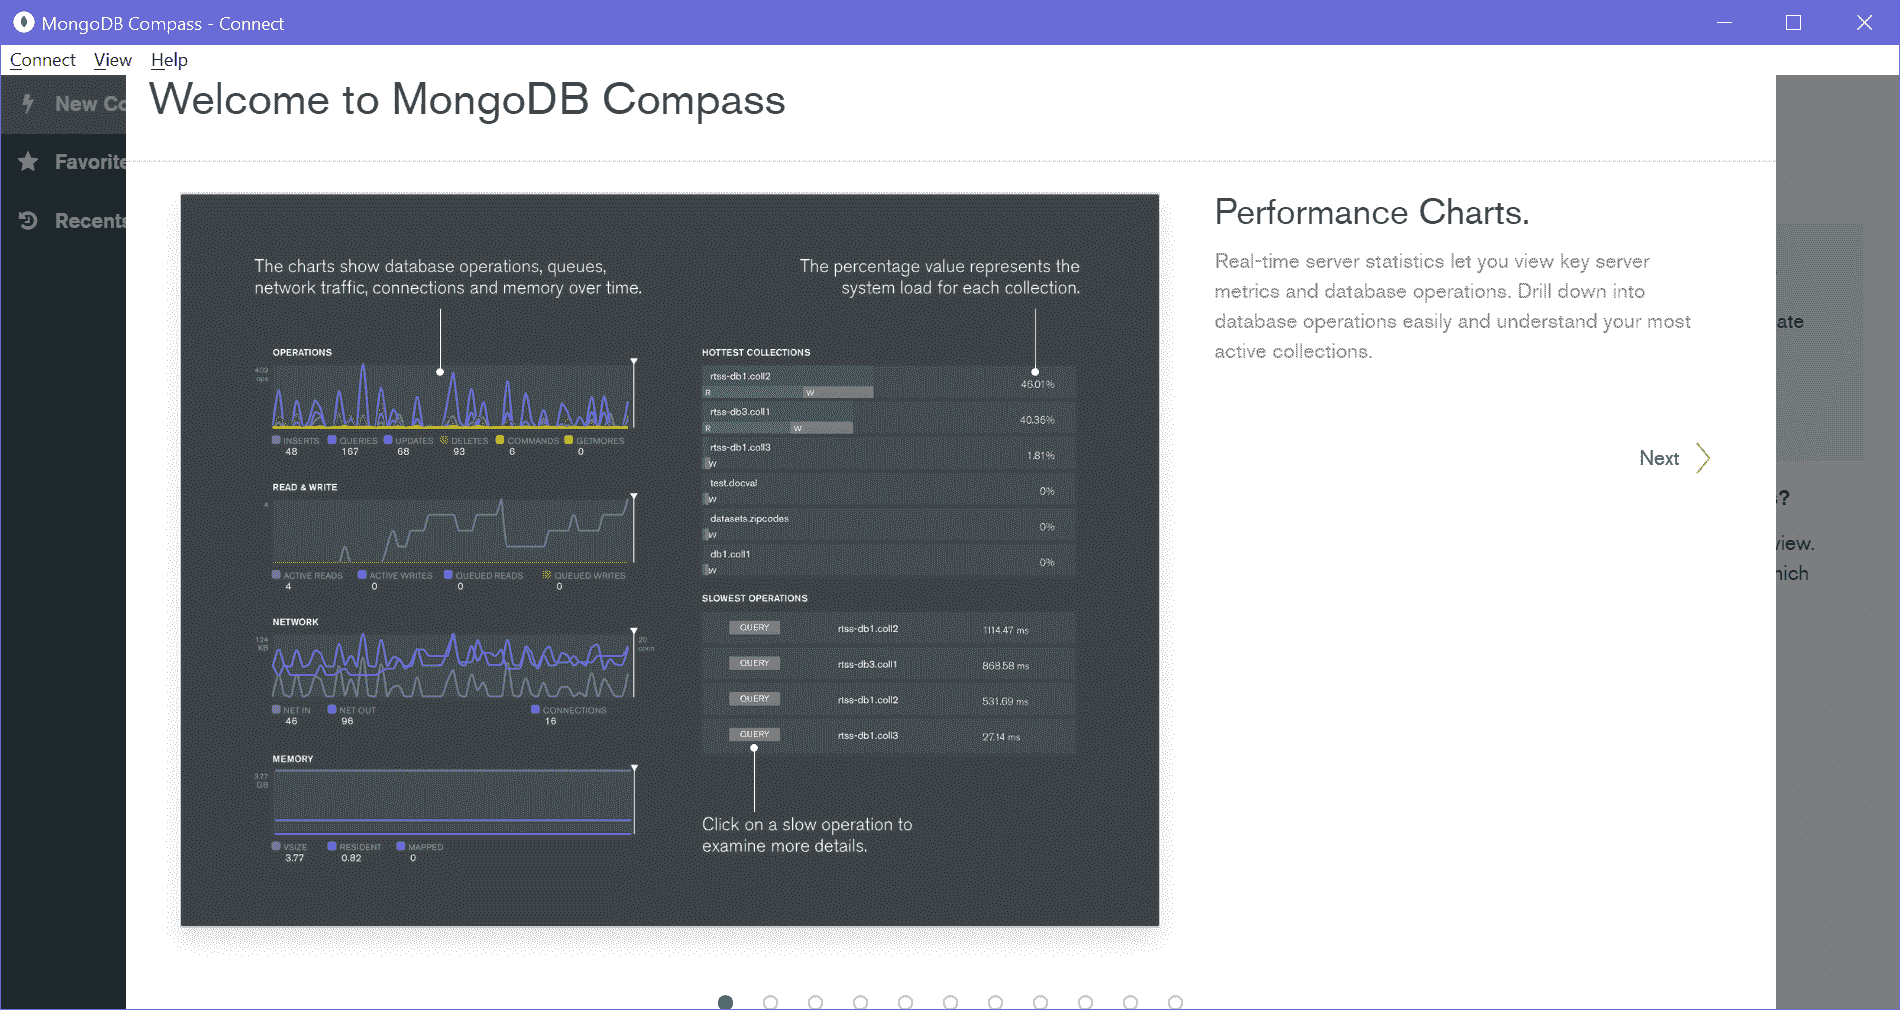 MongoDB Compass - Connect
Connect View Help
New Co
Favorite
Recents
Welcome to MongoDB Compass
The charts show database operations, queues,
network traffic, connections and memory over time.
The percentage value represents the
system load for each collection.
OPERATIONS
403
ops
INSERTS QUERIES UPDATES DELETES COMMANDS GETMORES
48 167 68 93 6 0
READ & WRITE
4
ACTIVE READS ACTIVE WRITES QUEUED READS QUEUED WRITES
4 0 0 0
NETWORK
124
KB
20
conn
NET IN NET OUT CONNECTIONS
46 96 16
MEMORY
3.77
GB
VSIZE RESIDENT MAPPED
3.77 0.82 0
HOTTEST COLLECTIONS
rtss-db1.coll2
46.01%
R W
rtss-db3.coll1
40.36%
R W
rtss-db1.coll3
1.81%
W
test.docval
0%
W
datasets.zipcodes
0%
W
db1.coll1
0%
W
SLOWEST OPERATIONS
QUERY rtss-db1.coll2 1114.47 ms
QUERY rtss-db3.coll1 868.58 ms
QUERY rtss-db1.coll2 531.69 ms
QUERY rtss-db1.coll3 27.14 ms
Click on a slow operation to
examine more details.
Performance Charts.
Real-time server statistics let you view key server
metrics and database operations. Drill down into
database operations easily and understand your most
active collections.
Next
ate
s?
view.
hich